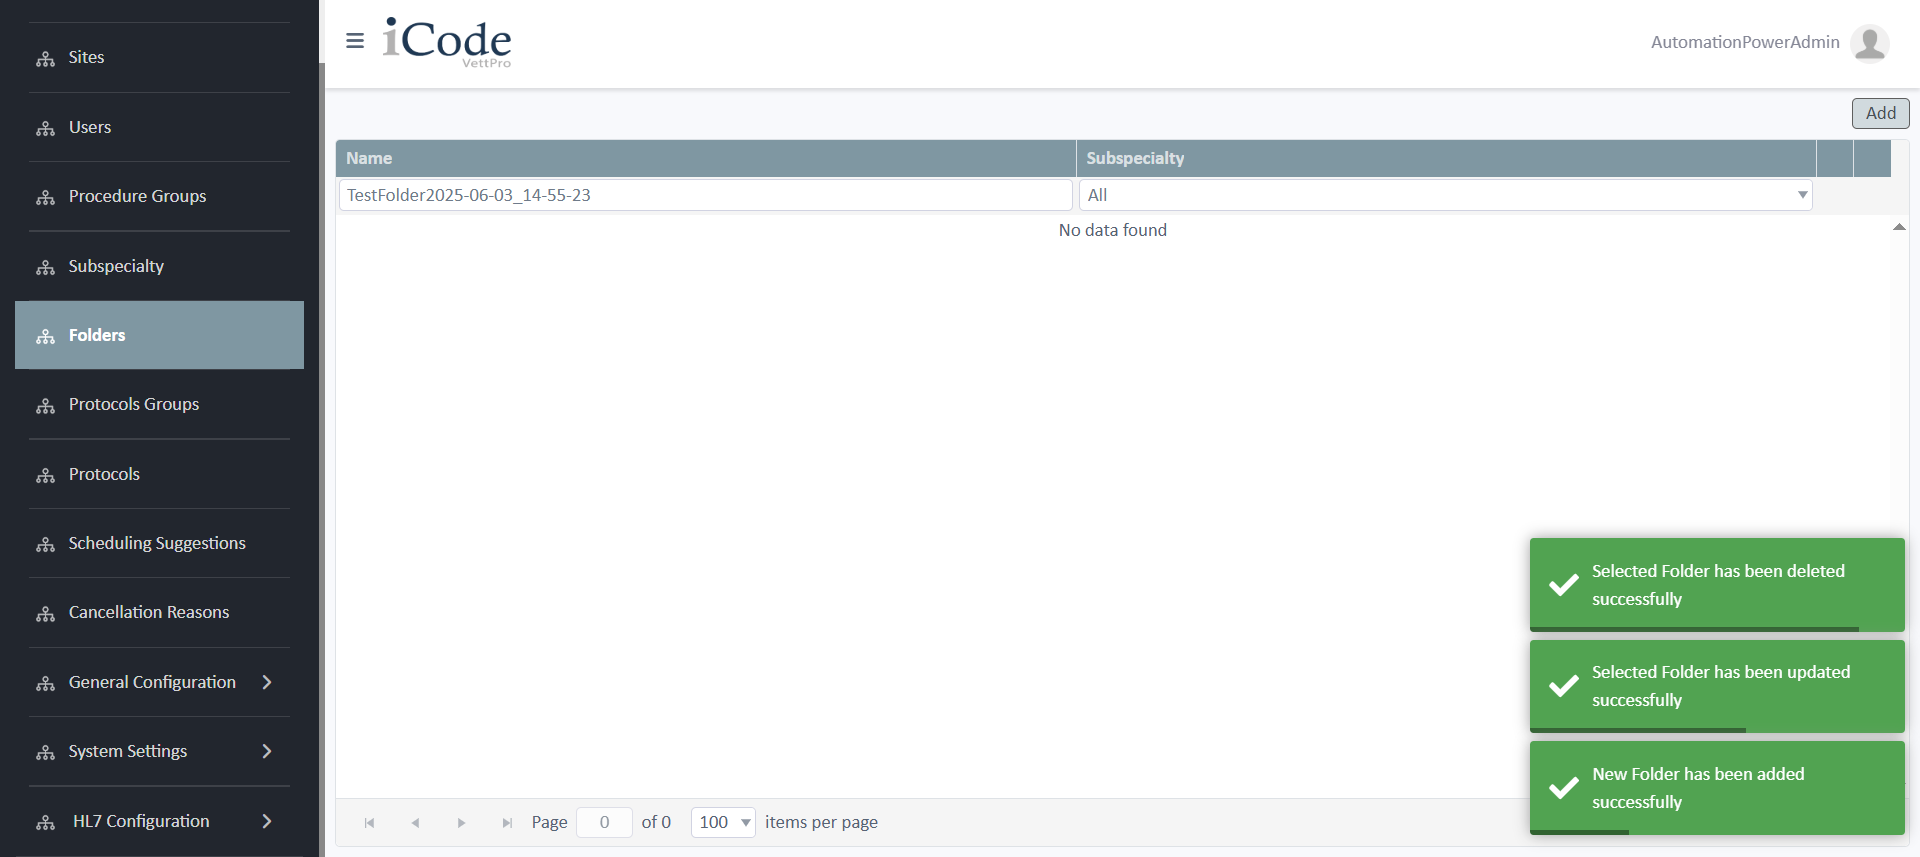 Sites
Users
Procedure Groups
Subspecialty
Folders
Protocols Groups
Protocols
Scheduling Suggestions
Cancellation Reasons
General Configuration
System Settings
HL7 Configuration
iCode
VettPro
AutomationPowerAdmin
Add
Name Subspecialty
TestFolder2025-06-03_14-55-23 All
No data found
Selected Folder has been deleted
successfully
Selected Folder has been updated
successfully
New Folder has been added
successfully
Page 0 of 0 100 items per page